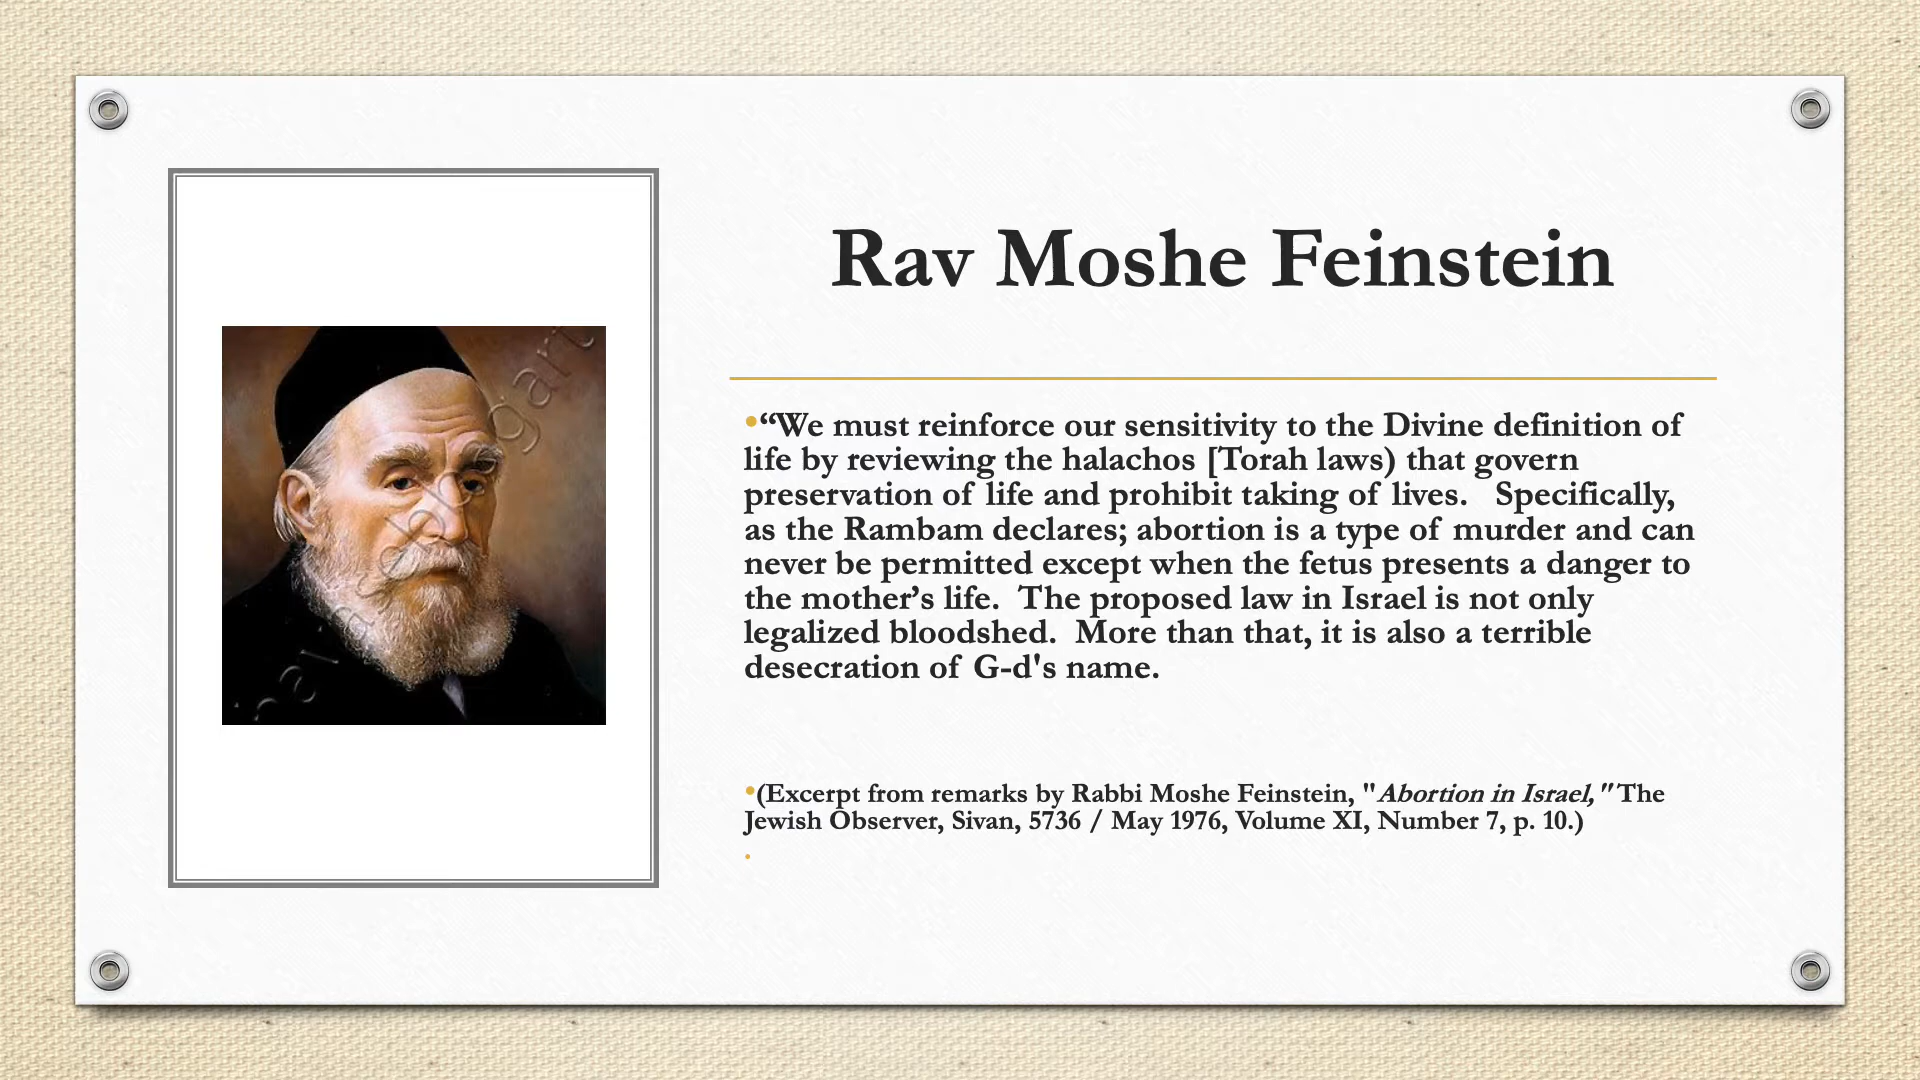 Rav Moshe Feinstein
•“We must reinforce our sensitivity to the Divine definition of
life by reviewing the halachos [Torah laws) that govern
preservation of life and prohibit taking of lives.   Specifically,
as the Rambam declares; abortion is a type of murder and can
never be permitted except when the fetus presents a danger to
the mother’s life.  The proposed law in Israel is not only
legalized bloodshed.  More than that, it is also a terrible
desecration of G-d's name.
•(Excerpt from remarks by Rabbi Moshe Feinstein, "Abortion in Israel," The
Jewish Observer, Sivan, 5736 / May 1976, Volume XI, Number 7, p. 10.)
•